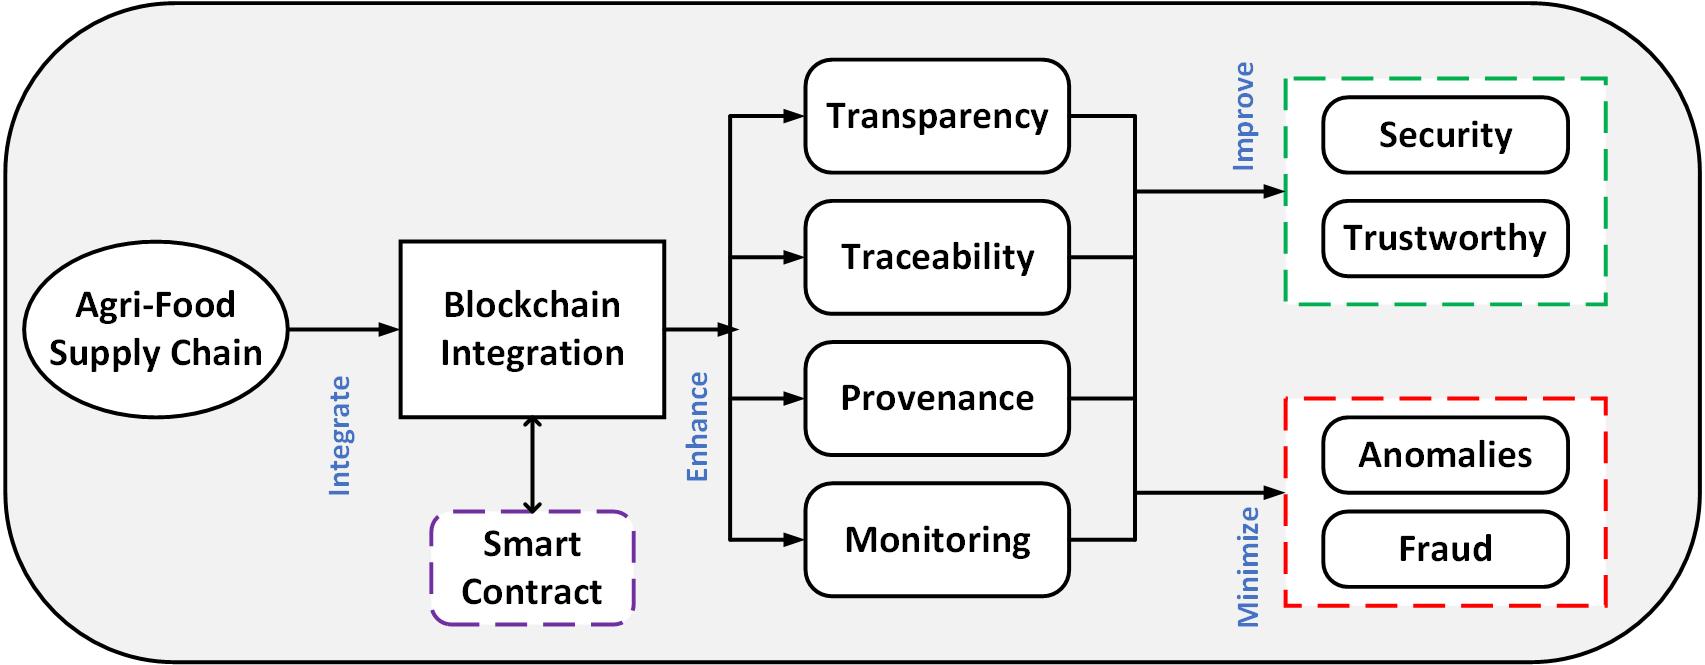 Agri-Food
Supply Chain
Integrate
Blockchain
Integration
Smart
Contract
Enhance
Transparency
Traceability
Provenance
Monitoring
Improve
Security
Trustworthy
Minimize
Anomalies
Fraud